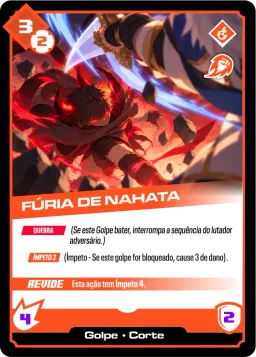 3
2
FÚRIA DE NAHATA
QUEBRA (Se este Golpe bater, interrompa a sequência do lutador
adversário.)
ÍMPETO 3 (Ímpeto - Se este golpe for bloqueado, cause 3 de dano).
REVIDE Esta ação tem Ímpeto 4.
4
2
Golpe • Corte